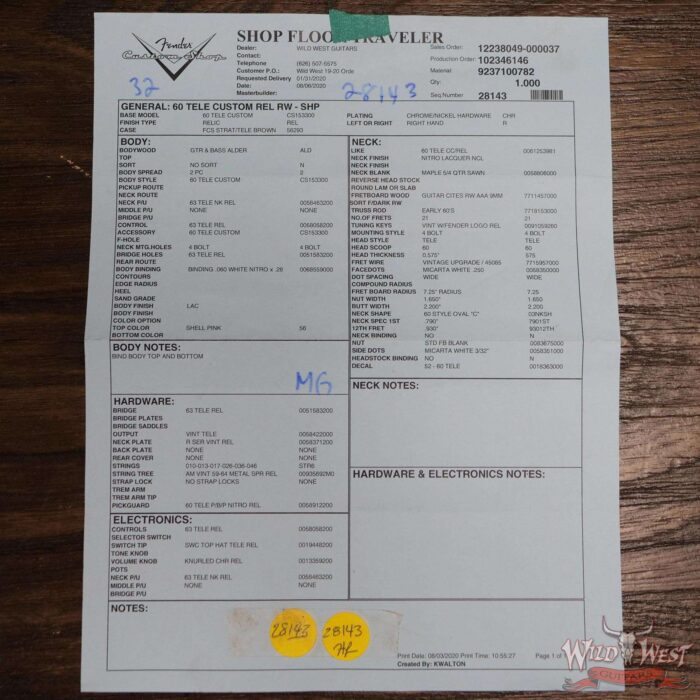 Fender
Custom Shop
SHOP FLOOR TRAVELER
Dealer: WILD WEST GUITARS
Contact:
Telephone (626) 507-5575
Customer P.O.: Wild West 19-20 Orde
Requested Delivery 01/31/2020
Date: 08/06/2020
Masterbuilder:
Sales Order: 12238049-000037
Production Order: 102346146
Material 9237100782
Qty: 1.000
Seq Number 28143
32
28143
GENERAL: 60 TELE CUSTOM REL RW - SHP
BASE MODEL 60 TELE CUSTOM CS153300 PLATING CHROME/NICKEL HARDWARE CHR
FINISH TYPE RELIC REL LEFT OR RIGHT RIGHT HAND R
CASE FCS STRAT/TELE BROWN 56293
BODY:
BODYWOOD GTR & BASS ALDER ALD
TOP
SORT NO SORT N
BODY SPREAD 2 PC 2
BODY STYLE 60 TELE CUSTOM CS153300
PICKUP ROUTE
NECK ROUTE
NECK P/U 63 TELE NK REL 0056463200
MIDDLE P/U NONE NONE
BRIDGE P/U
CONTROL 63 TELE REL 0058058200
ACCESSORY 60 TELE CUSTOM CS153300
F-HOLE
NECK MTG.HOLES 4 BOLT 4 BOLT
BRIDGE HOLES 63 TELE REL 0051583200
REAR ROUTE
BODY BINDING BINDING .060 WHITE NITRO x .28 0068559000
CONTOURS
EDGE RADIUS
HEEL
SAND GRADE
BODY FINISH LAC
BODY FINISH
COLOR OPTION
TOP COLOR SHELL PINK 56
BOTTOM COLOR
BODY NOTES:
BIND BODY TOP AND BOTTOM
MG
HARDWARE:
BRIDGE 63 TELE REL 0051583200
BRIDGE PLATES
BRIDGE SADDLES
OUTPUT VINT TELE 0058422000
NECK PLATE R SER VINT REL 0058371200
BACK PLATE NONE NONE
REAR COVER NONE NONE
STRINGS 010-013-017-026-036-046 STR6
STRING TREE AM VINT 59-64 METAL SPR REL 00935692M0
STRAP LOCK NO STRAP LOCKS NONE
TREM ARM
TREM ARM TIP
PICKGUARD 60 TELE P/B/P NITRO REL 0058912200
ELECTRONICS:
CONTROLS 63 TELE REL 0058058200
SELECTOR SWITCH
SWITCH TIP SWC TOP HAT TELE REL 0019448200
TONE KNOB
VOLUME KNOB KNURLED CHR REL 0013359200
POTS
NECK P/U 63 TELE NK REL 0056463200
MIDDLE P/U NONE NONE
BRIDGE P/U
NECK:
LIKE 60 TELE CC/REL 0061253981
NECK FINISH NITRO LACQUER NCL
NECK FINISH
NECK BLANK MAPLE 5/4 QTR SAWN 0058806000
REVERSE HEAD STOCK
ROUND LAM OR SLAB
FRETBOARD WOOD GUITAR CITES RW AAA 9MM 7711457000
SORT F/DARK RW
TRUSS ROD EARLY 60'S 7718153000
NO.OF FRETS 21 21
TUNING KEYS VINT W/FENDER LOGO REL 0091059260
MOUNTING STYLE 4 BOLT 4 BOLT
HEAD STYLE TELE TELE
HEAD SCOOP 60 60
HEAD THICKNESS 0.575" 575
FRET WIRE VINTAGE UPGRADE / 45085 7715957000
FACEDOTS MICARTA WHITE .250 0068350000
DOT SPACING WIDE WIDE
COMPOUND RADIUS
FRET BOARD RADIUS 7.25" RADIUS 7.25
NUT WIDTH 1.650" 1.650
BUTT WIDTH 2.200" 2.200
NECK SHAPE 60 STYLE OVAL "C" 03NKSH
NECK SPEC 1ST .790" 7901ST
12TH FRET .930" 93012TH
NECK BINDING NO N
NUT STD FB BLANK 0083675000
SIDE DOTS MICARTA WHITE 3/32" 0058351000
HEADSTOCK BINDING NO N
DECAL 52 - 60 TELE 0018363000
NECK NOTES:
HARDWARE & ELECTRONICS NOTES:
NOTES:
28143
28143
Print Date: 08/03/2020 Print Time: 10:55:27 Page 1 of
Created By: KWALTON
WILD WEST
GUITARS